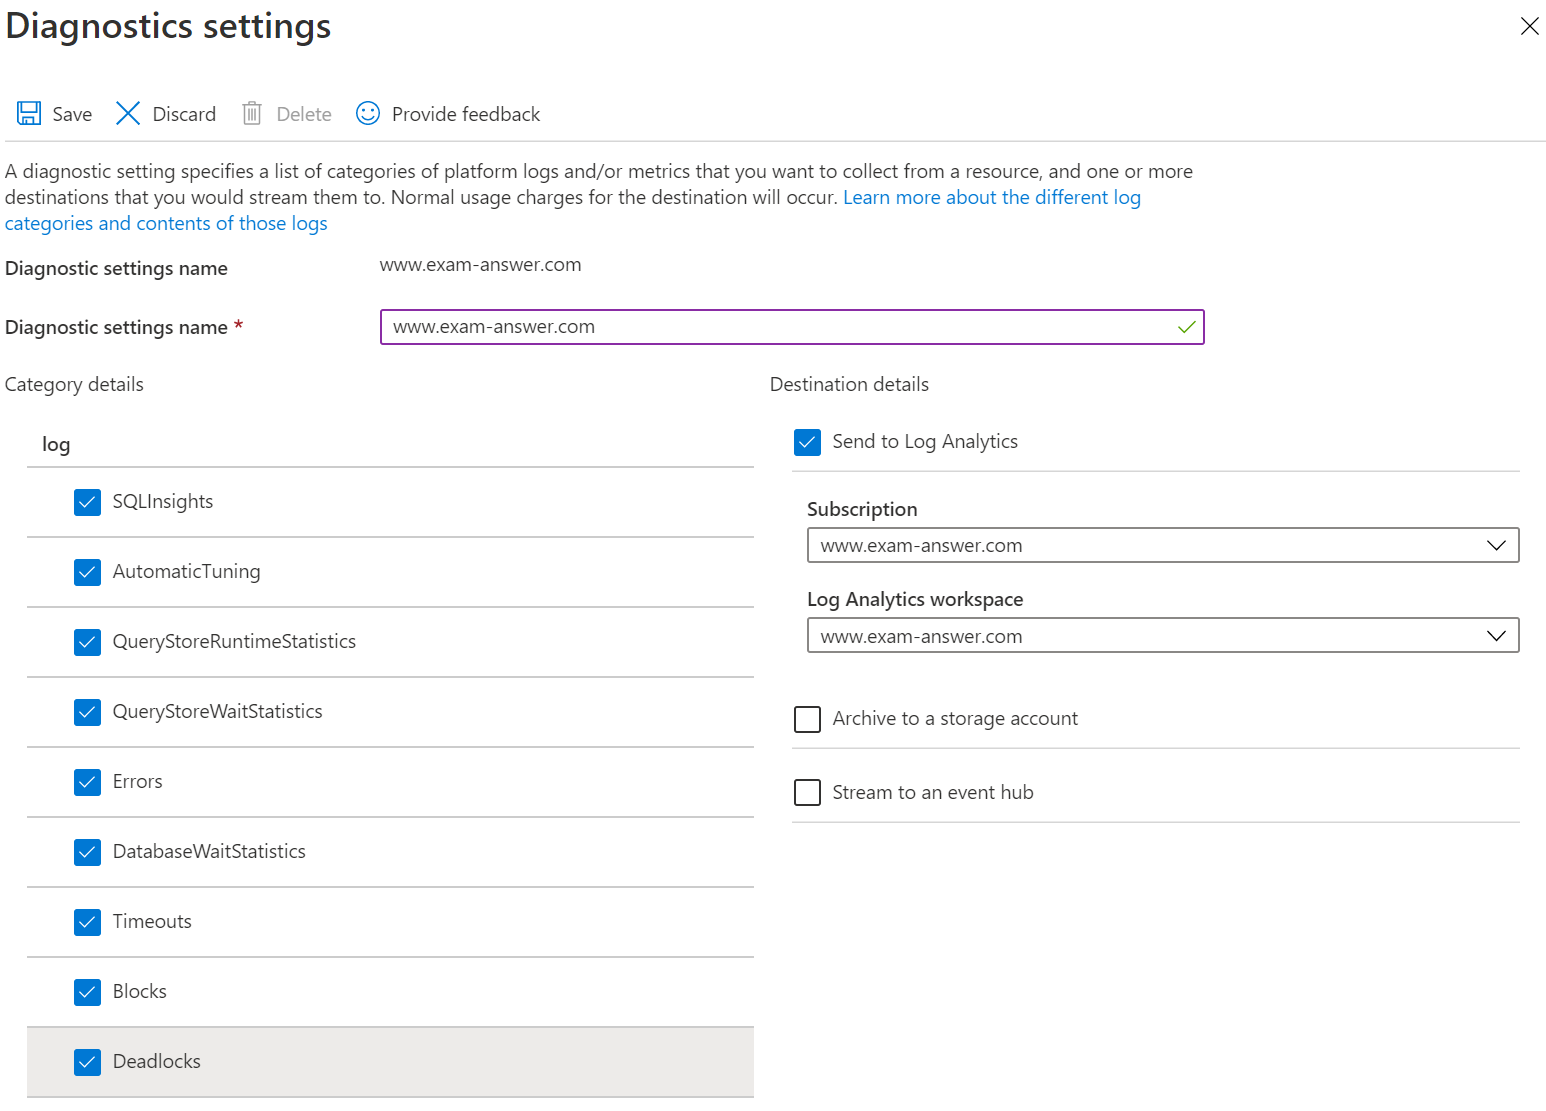 Diagnostics settings
Save Discard Delete Provide feedback
A diagnostic setting specifies a list of categories of platform logs and/or metrics that you want to collect from a resource, and one or more
destinations that you would stream them to. Normal usage charges for the destination will occur. Learn more about the different log
categories and contents of those logs
Diagnostic settings name www.exam-answer.com
Diagnostic settings name * www.exam-answer.com
Category details
log
SQLInsights
AutomaticTuning
QueryStoreRuntimeStatistics
QueryStoreWaitStatistics
Errors
DatabaseWaitStatistics
Timeouts
Blocks
Deadlocks
Destination details
Send to Log Analytics
Subscription
www.exam-answer.com
Log Analytics workspace
www.exam-answer.com
Archive to a storage account
Stream to an event hub